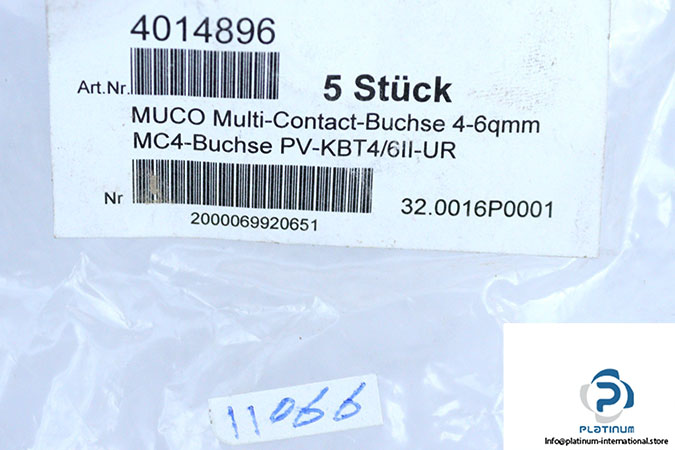 4014896
Art.Nr.
5 Stück
MUCO Multi-Contact-Buchse 4-6qmm
MC4-Buchse PV-KBT4/6II-UR
Nr
2000069920651
32.0016P0001
11066
PLATINUM
Info@platinum-international.store